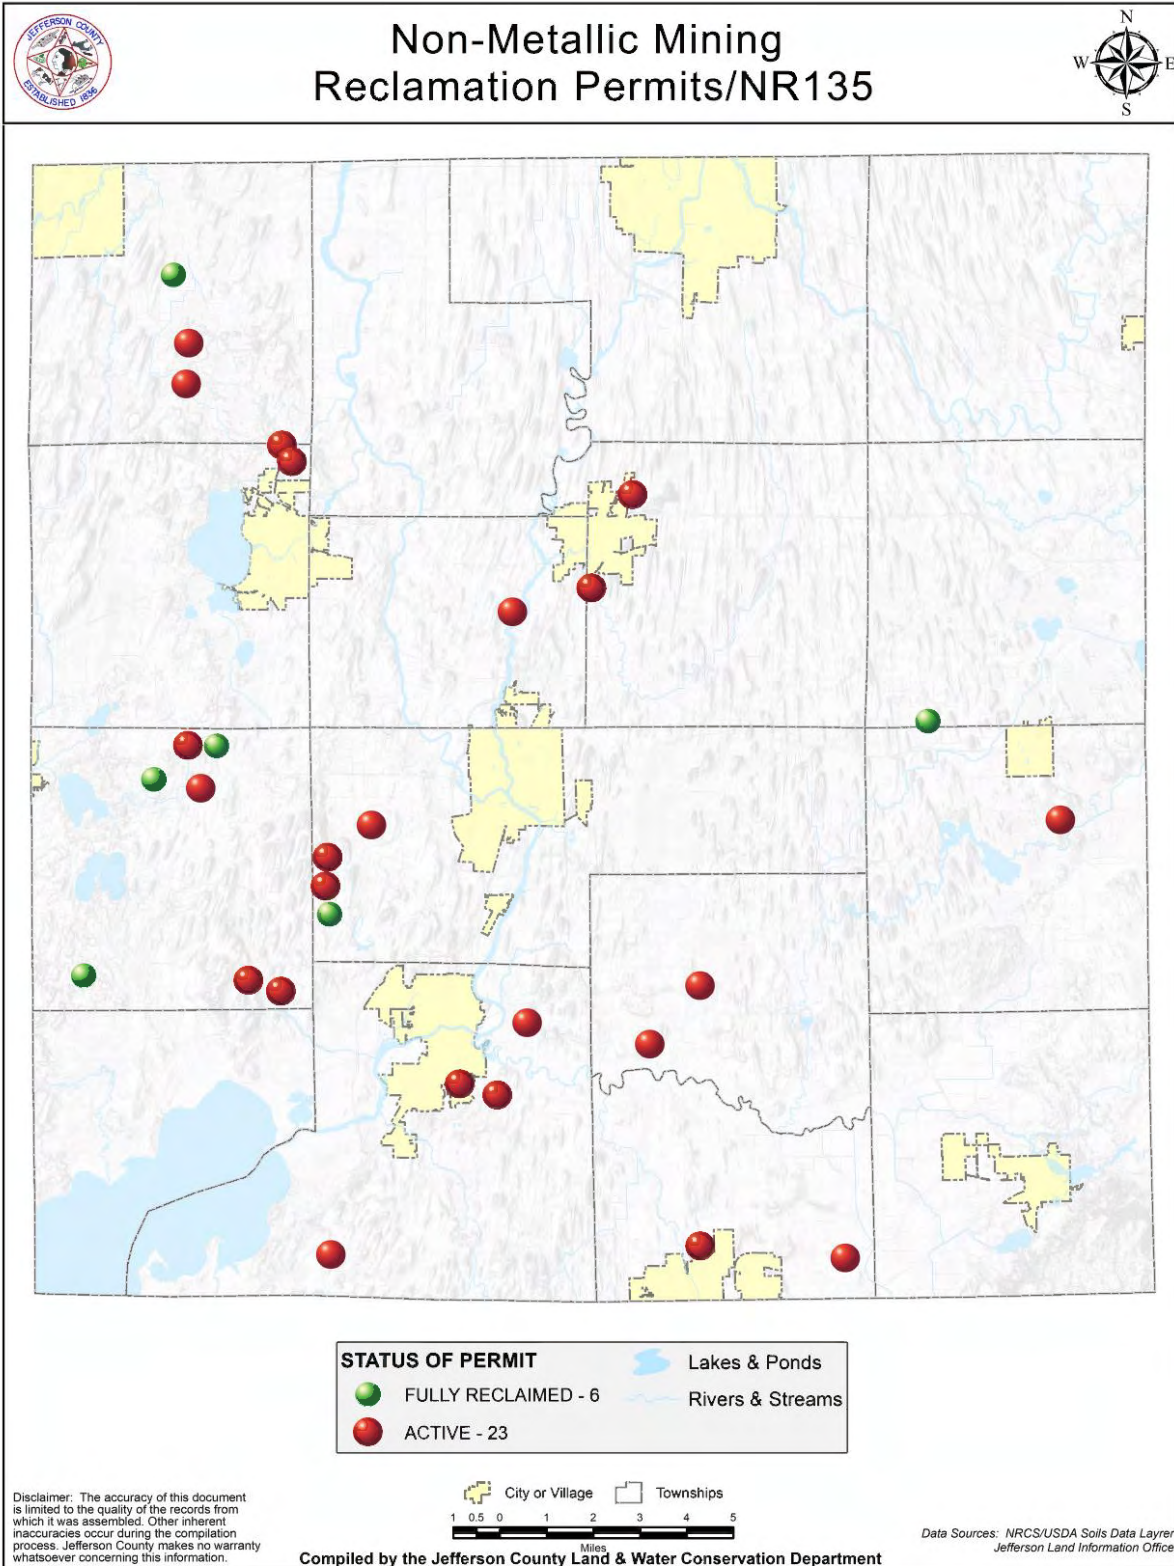 JEFFERSON COUNTY
ESTABLISHED 1836
Non-Metallic Mining
Reclamation Permits/NR135
N
W E
S
STATUS OF PERMIT
FULLY RECLAIMED - 6
ACTIVE - 23
Lakes & Ponds
Rivers & Streams
City or Village
Townships
1 0.5 0 1 2 3 4 5
Miles
Disclaimer: The accuracy of this document
is limited to the quality of the records from
which it was assembled. Other inherent
inaccuracies occur during the compilation
process. Jefferson County makes no warranty
whatsoever concerning this information.
Compiled by the Jefferson County Land & Water Conservation Department
Data Sources: NRCS/USDA Soils Data Layrer
Jefferson Land Information Office